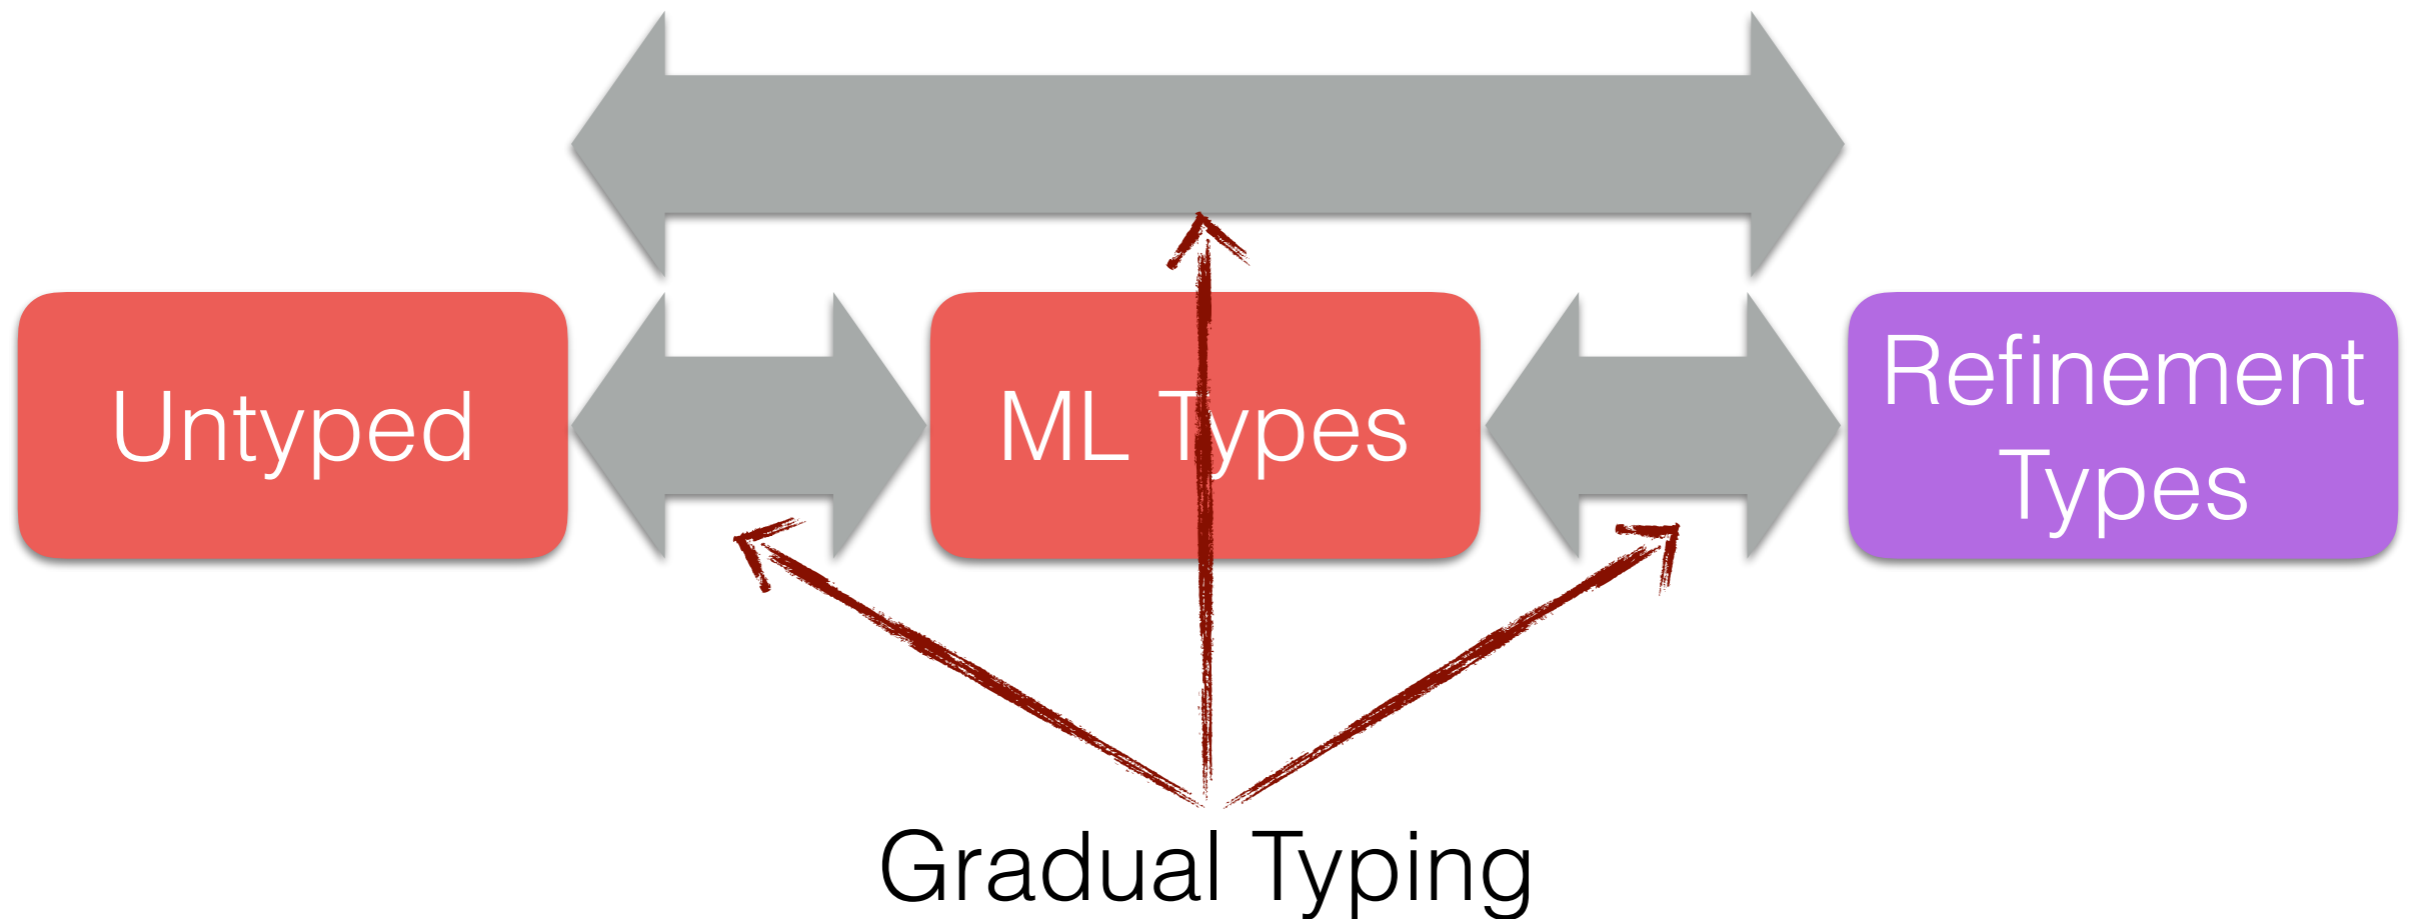 Untyped
ML Types
Refinement
Types
Gradual Typing